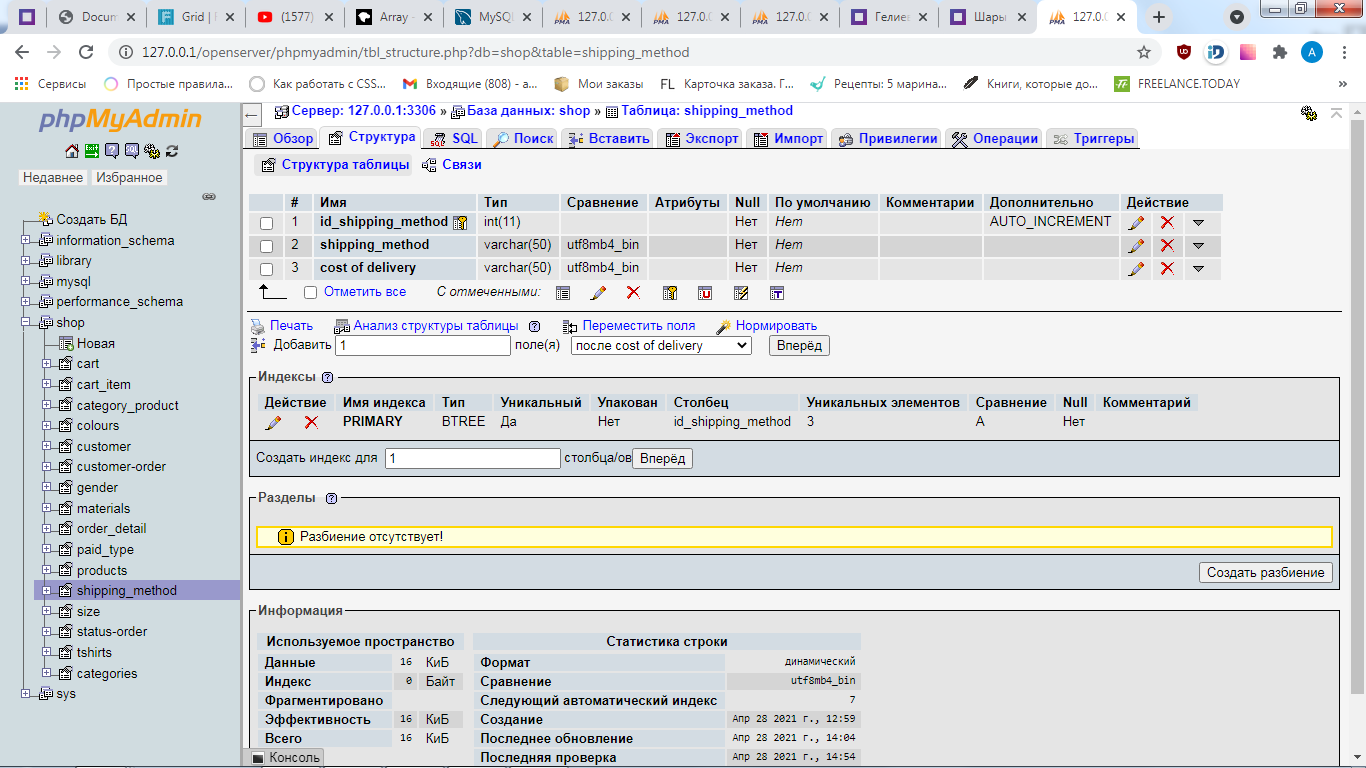 Docum
Grid | F
(1577)
Array -
MySQL
127.0.0
127.0.0
127.0.0
Гелиев
Шары
127.0.0
127.0.0.1/openserver/phpmyadmin/tbl_structure.php?db=shop&table=shipping_method
Сервисы Простые правила... Как работать с CSS... Входящие (808) - a... Мои заказы FL Карточка заказа. Г... Рецепты: 5 марина... Книги, которые до... FREELANCE.TODAY »
phpMyAdmin
Недавнее Избранное
Создать БД
information_schema
library
mysql
performance_schema
shop
Новая
cart
cart_item
category_product
colours
customer
customer-order
gender
materials
order_detail
paid_type
products
shipping_method
size
status-order
tshirts
categories
sys
Сервер: 127.0.0.1:3306 » База данных: shop » Таблица: shipping_method
Обзор Структура SQL Поиск Вставить Экспорт Импорт Привилегии Операции Триггеры
Структура таблицы Связи
# Имя Тип Сравнение Атрибуты Null По умолчанию Комментарии Дополнительно Действие
1 id_shipping_method int(11) Нет Нет AUTO_INCREMENT
2 shipping_method varchar(50) utf8mb4_bin Нет Нет
3 cost of delivery varchar(50) utf8mb4_bin Нет Нет
Отметить все С отмеченными:
Печать Анализ структуры таблицы Переместить поля Нормировать
Добавить 1 поле(я) после cost of delivery Вперёд
Индексы
Действие Имя индекса Тип Уникальный Упакован Столбец Уникальных элементов Сравнение Null Комментарий
PRIMARY BTREE Да Нет id_shipping_method 3 A Нет
Создать индекс для 1 столбца/ов Вперёд
Разделы
Разбиение отсутствует!
Создать разбиение
Информация
Используемое пространство
Данные 16 КиБ
Индекс 0 Байт
Фрагментировано
Эффективность 16 КиБ
Всего 16 КиБ
Статистика строки
Формат динамический
Сравнение utf8mb4_bin
Следующий автоматический индекс 7
Создание Апр 28 2021 г., 12:59
Последнее обновление Апр 28 2021 г., 14:04
Последняя проверка Апр 28 2021 г., 14:54
Консоль